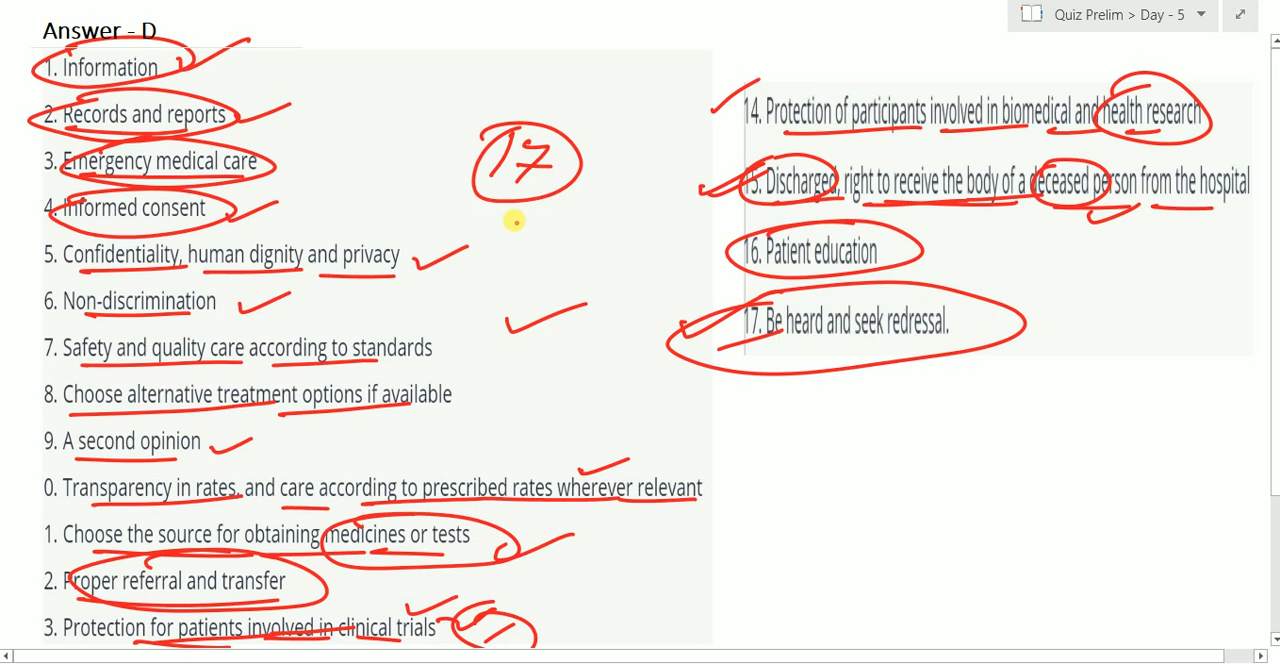 Quiz Prelim > Day - 5
Answer - D
1. Information
2. Records and reports
3. Emergency medical care
4. Informed consent
5. Confidentiality, human dignity and privacy
6. Non-discrimination
7. Safety and quality care according to standards
8. Choose alternative treatment options if available
9. A second opinion
0. Transparency in rates, and care according to prescribed rates wherever relevant
1. Choose the source for obtaining medicines or tests
2. Proper referral and transfer
3. Protection for patients involved in clinical trials
17
14. Protection of participants involved in biomedical and health research
15. Discharged, right to receive the body of a deceased person from the hospital
16. Patient education
17. Be heard and seek redressal.